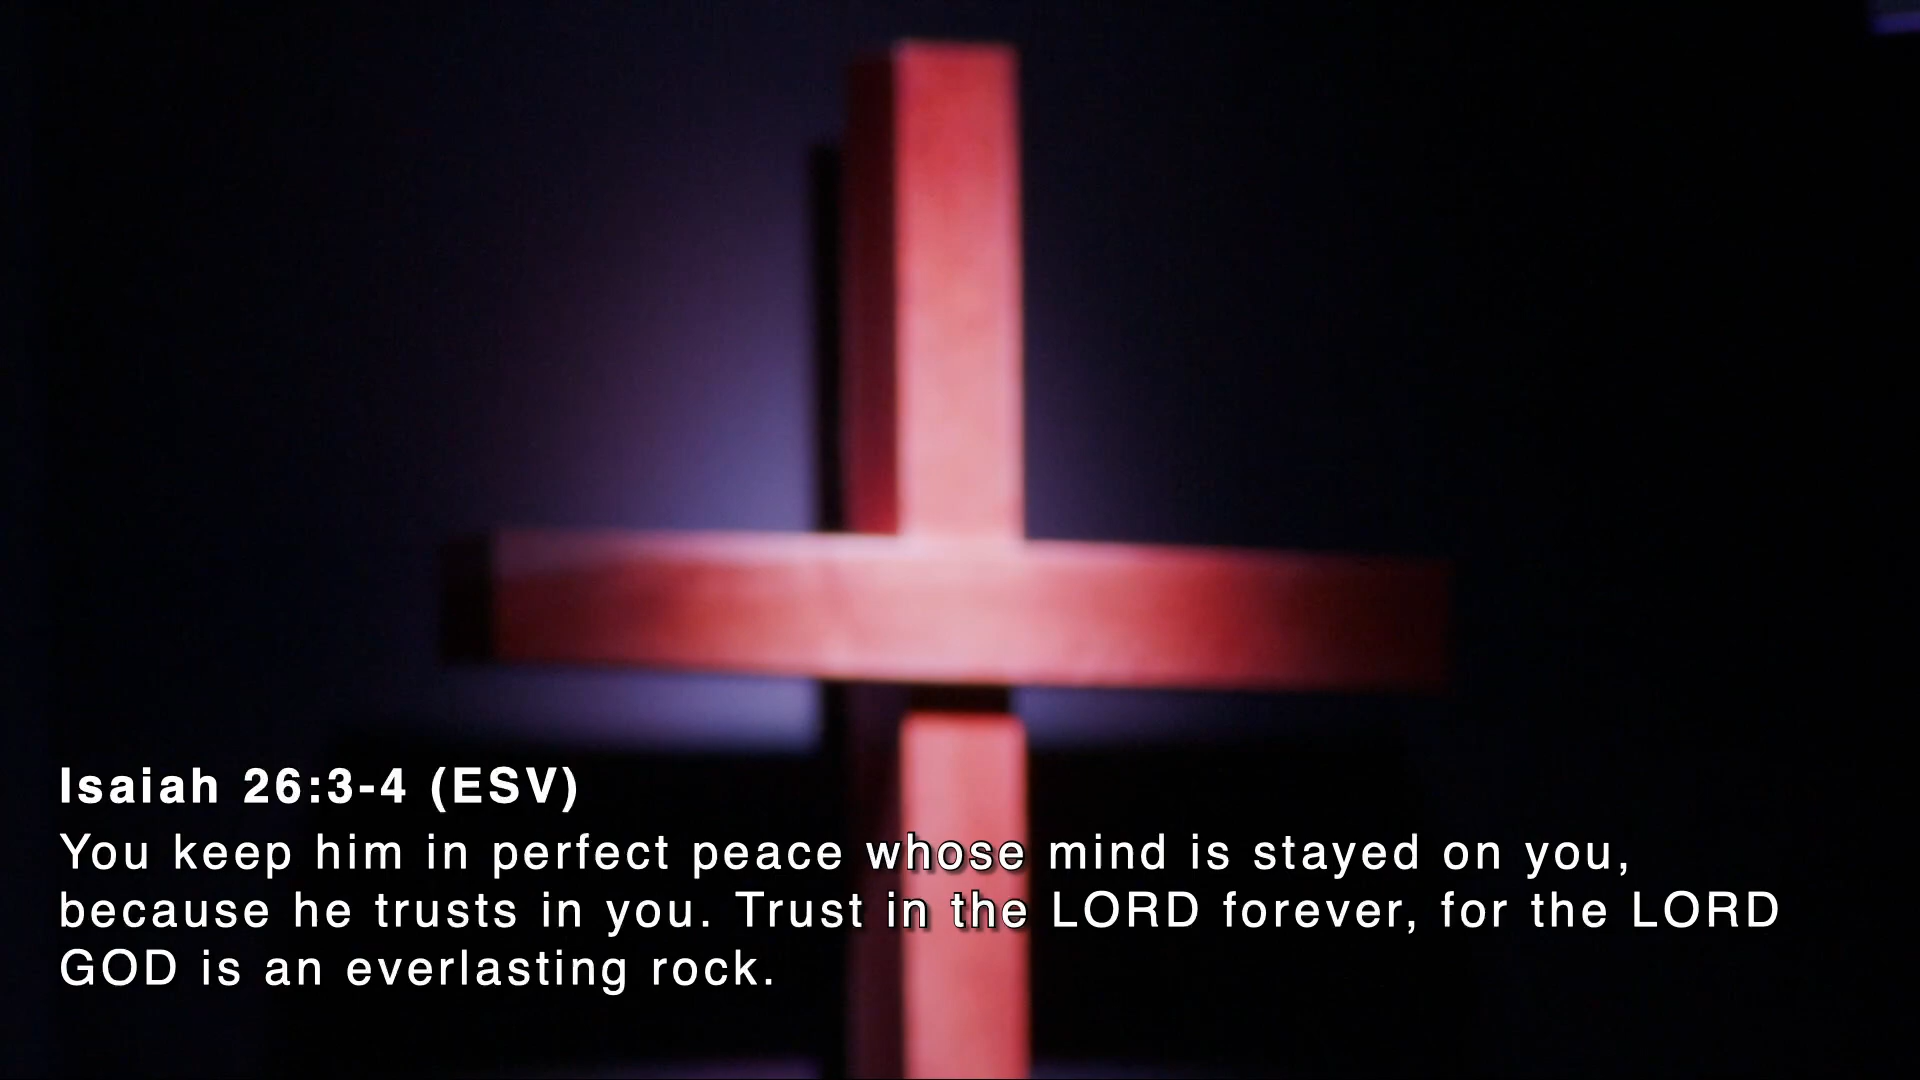 Isaiah 26:3-4 (ESV)
You keep him in perfect peace whose mind is stayed on you,
because he trusts in you. Trust in the LORD forever, for the LORD
GOD is an everlasting rock.